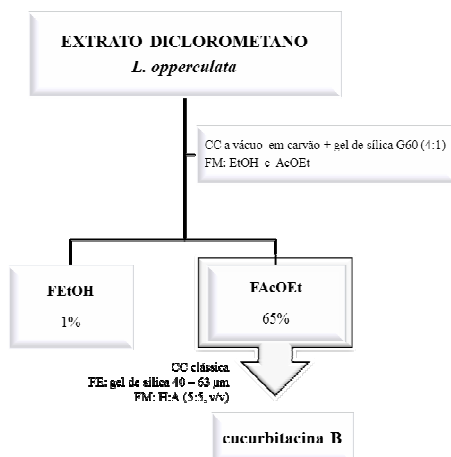 EXTRATO DICLOROMETANO
L. opperculata
CC a vácuo em carvão + gel de sílica G60 (4:1)
FM: EtOH e AcOEt
FEtOH
1%
FAcOEt
65%
CC clássica
FE: gel de sílica 40 – 63 µm
FM: H:A (5:5, v/v)
cucurbitacina B